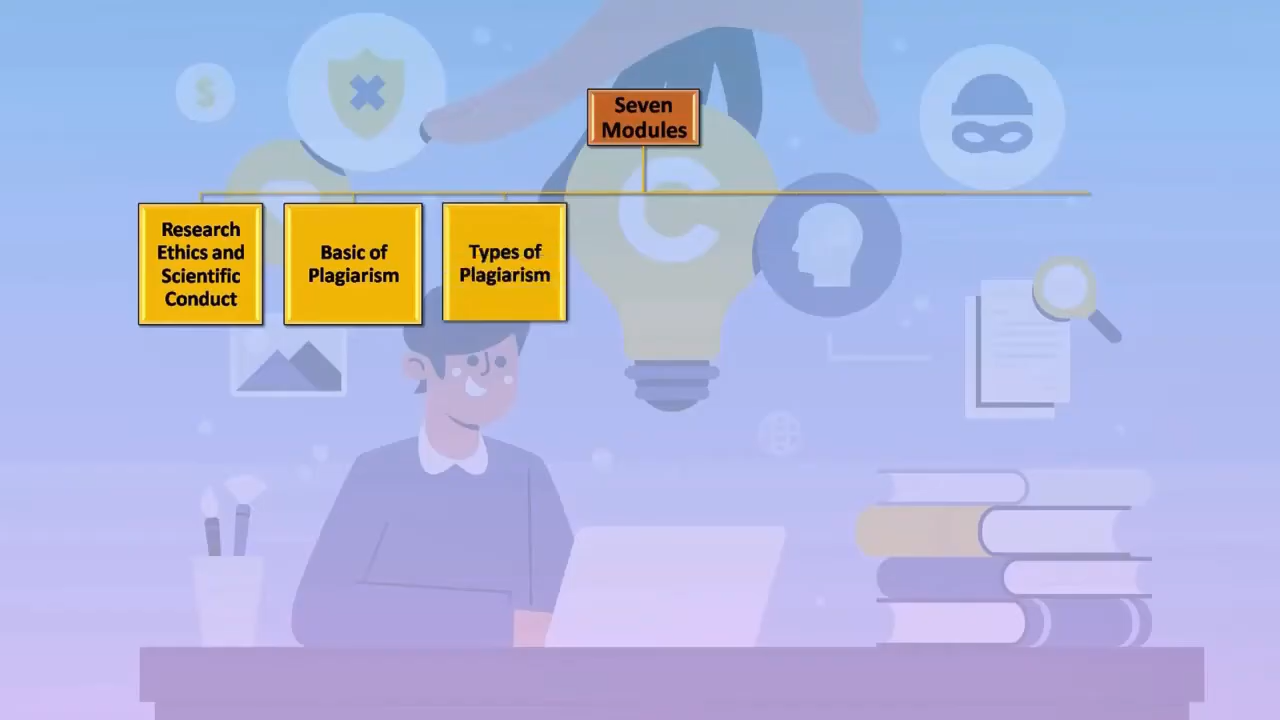 Seven
Modules
Research
Ethics and
Scientific
Conduct
Basic of
Plagiarism
Types of
Plagiarism